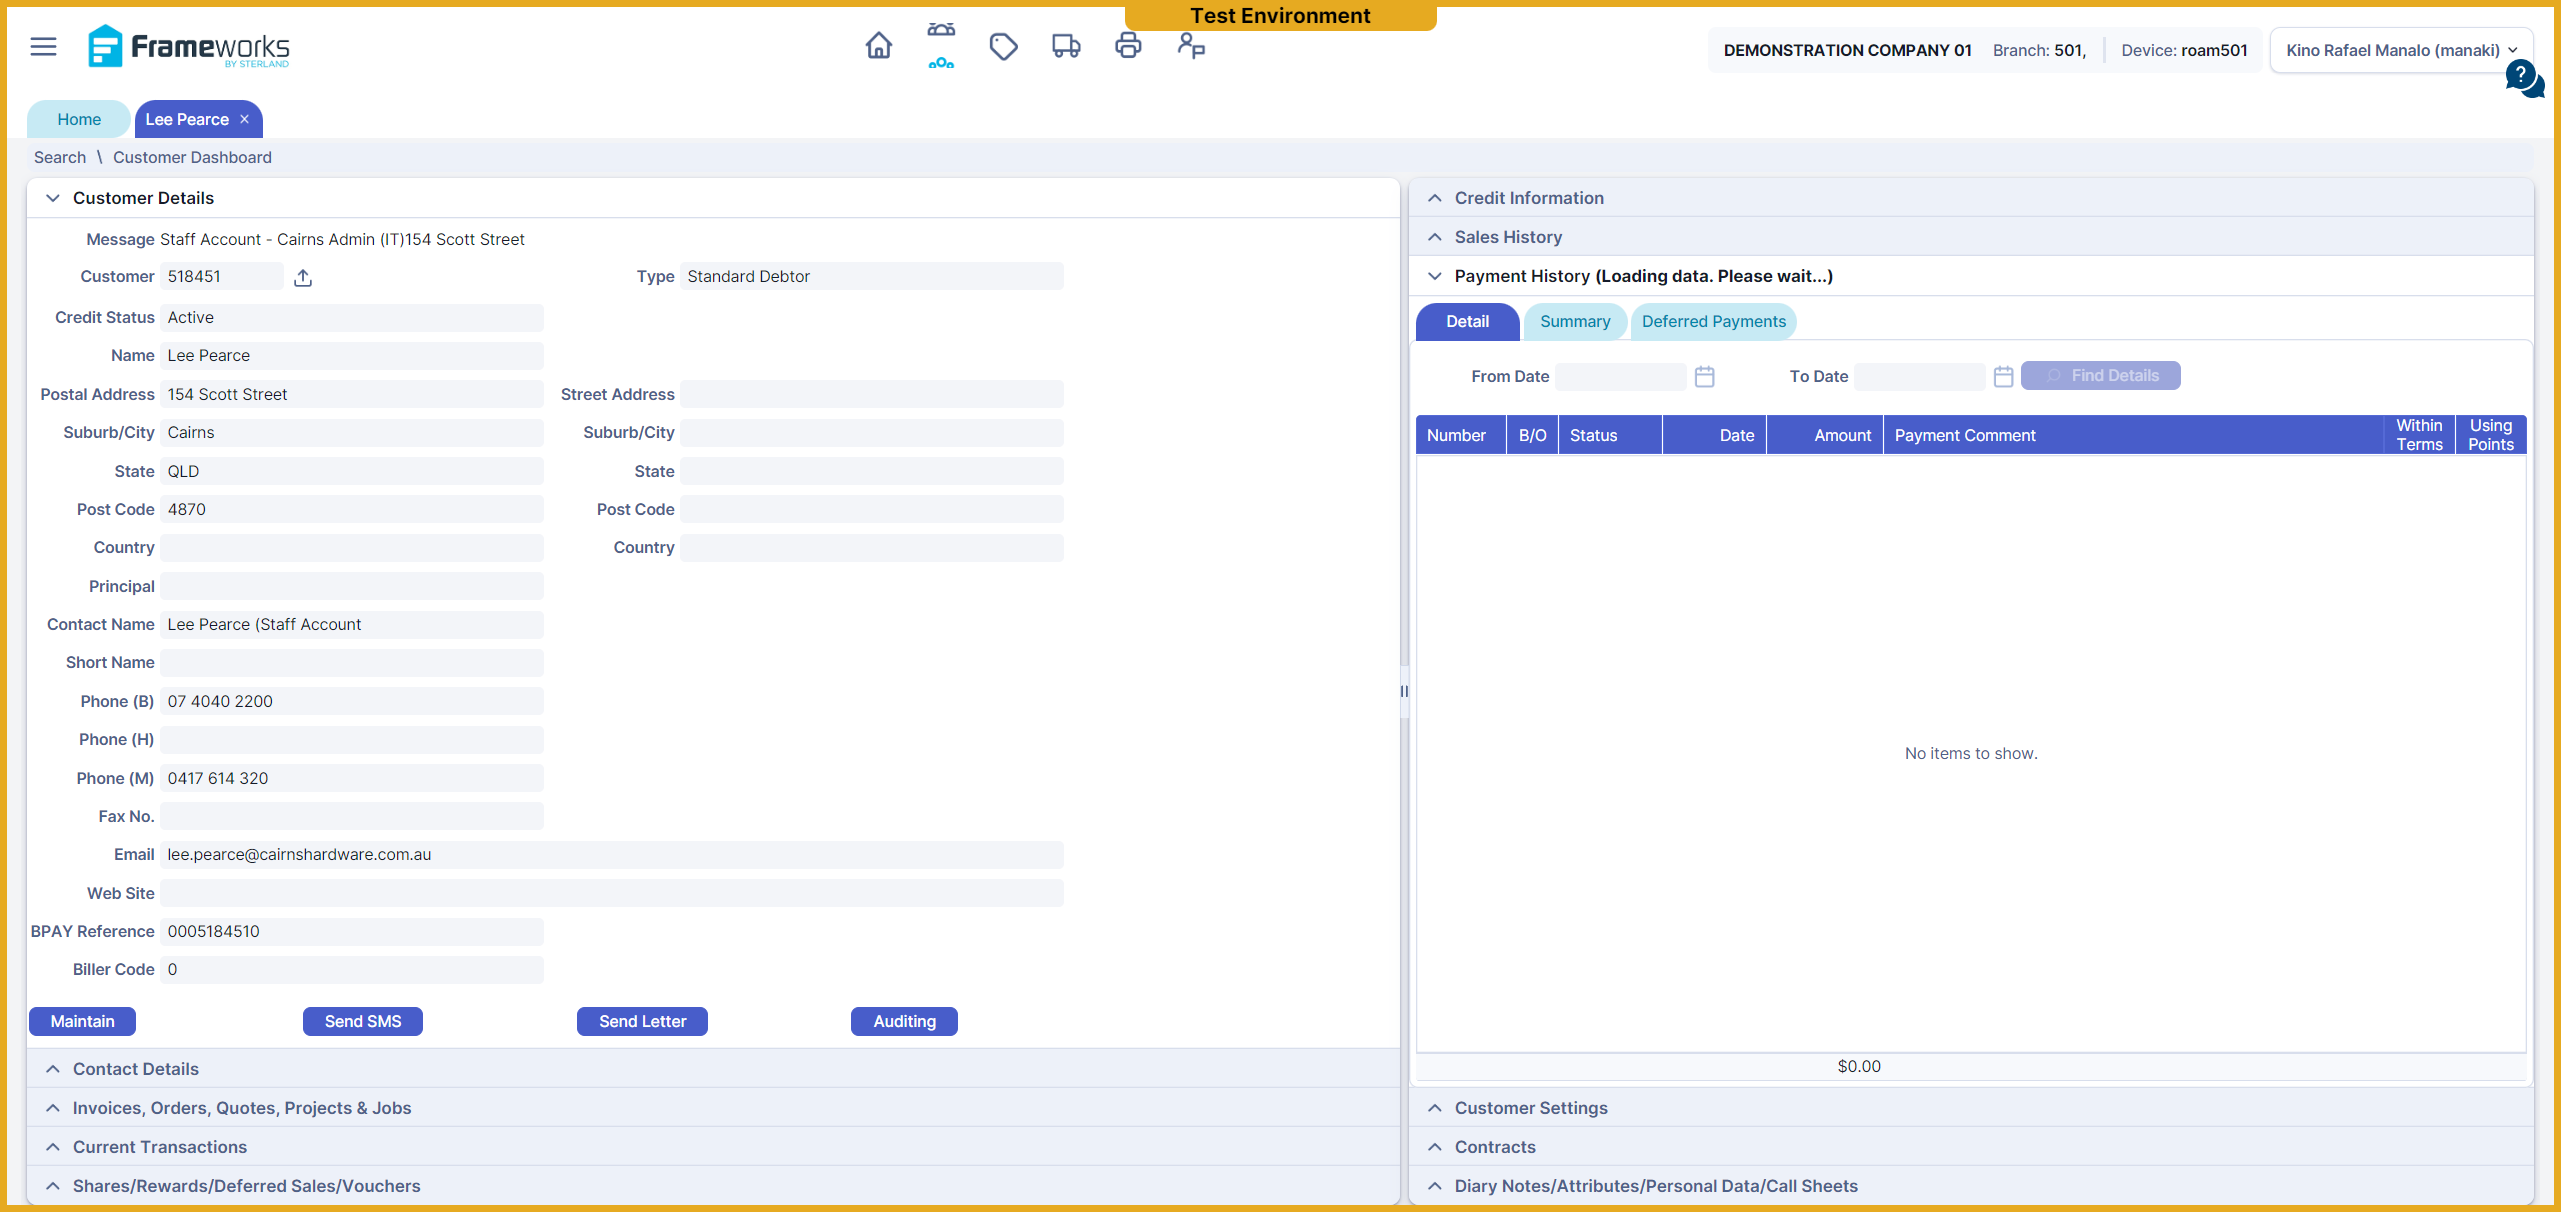 Test Environment
Frameworks
BY STERLAND
DEMONSTRATION COMPANY 01 Branch: 501, Device: roam501 Kino Rafael Manalo (manaki)
?
Home Lee Pearce ×
Search \ Customer Dashboard
Customer Details
Message Staff Account - Cairns Admin (IT)154 Scott Street
Customer 518451 Type Standard Debtor
Credit Status Active
Name Lee Pearce
Postal Address 154 Scott Street Street Address
Suburb/City Cairns Suburb/City
State QLD State
Post Code 4870 Post Code
Country Country
Principal
Contact Name Lee Pearce (Staff Account
Short Name
Phone (B) 07 4040 2200
Phone (H)
Phone (M) 0417 614 320
Fax No.
Email lee.pearce@cairnshardware.com.au
Web Site
BPAY Reference 0005184510
Biller Code 0
Maintain Send SMS Send Letter Auditing
Contact Details
Invoices, Orders, Quotes, Projects & Jobs
Current Transactions
Shares/Rewards/Deferred Sales/Vouchers
Credit Information
Sales History
Payment History (Loading data. Please wait...)
Detail Summary Deferred Payments
From Date To Date Find Details
Number B/O Status Date Amount Payment Comment Within Terms Using Points
No items to show.
$0.00
Customer Settings
Contracts
Diary Notes/Attributes/Personal Data/Call Sheets